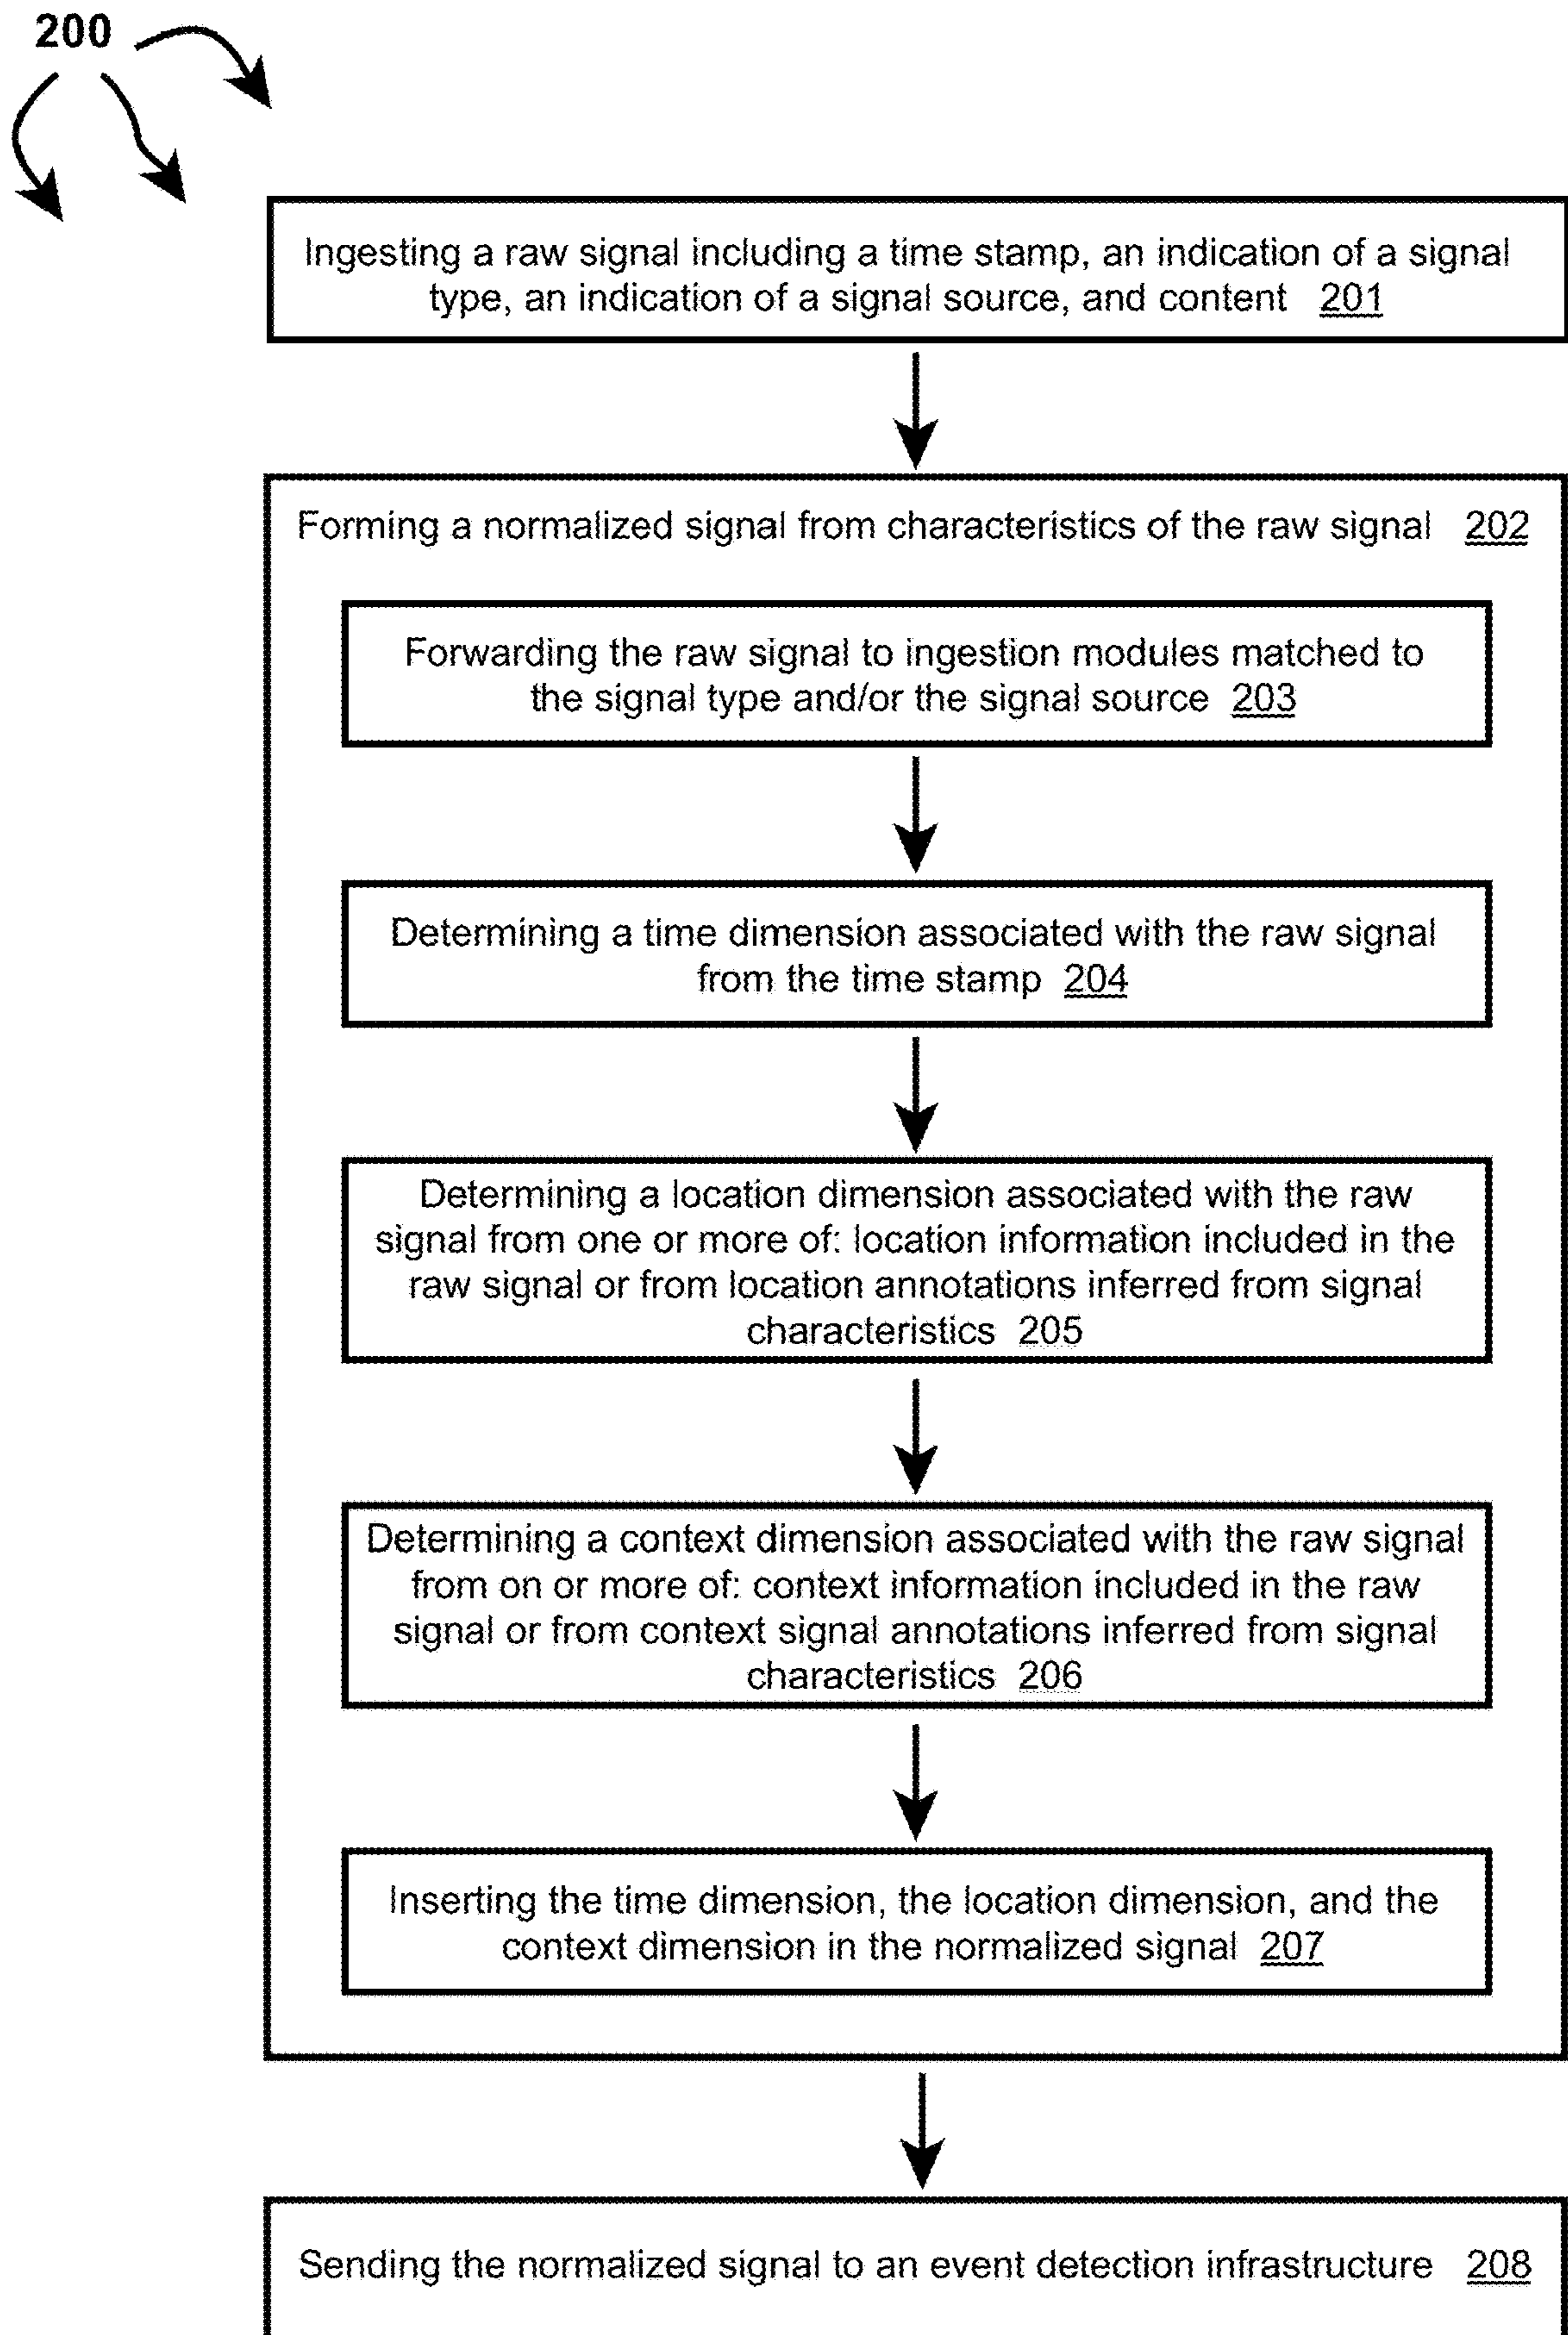 200
Ingesting a raw signal including a time stamp, an indication of a signal
type, an indication of a signal source, and content 201
Forming a normalized signal from characteristics of the raw signal 202
Forwarding the raw signal to ingestion modules matched to
the signal type and/or the signal source 203
Determining a time dimension associated with the raw signal
from the time stamp 204
Determining a location dimension associated with the raw
signal from one or more of: location information included in the
raw signal or from location annotations inferred from signal
characteristics 205
Determining a context dimension associated with the raw signal
from on or more of: context information included in the raw
signal or from context signal annotations inferred from signal
characteristics 206
Inserting the time dimension, the location dimension, and the
context dimension in the normalized signal 207
Sending the normalized signal to an event detection infrastructure 208